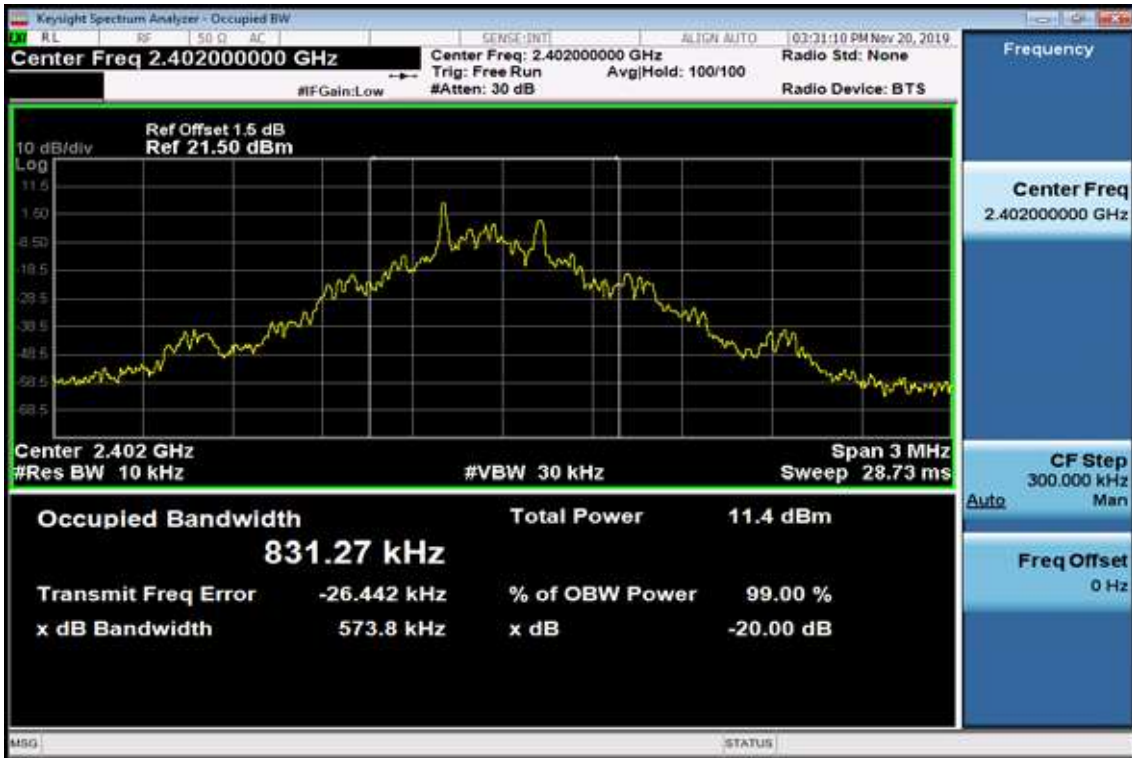 Keysight Spectrum Analyzer - Occupied BW
RL RF 50 Ω AC SENSE:INT ALIGN AUTO 03:31:10 PM Nov 20, 2019
Center Freq 2.402000000 GHz
Center Freq: 2.402000000 GHz
Radio Std: None
Trig: Free Run Avg|Hold: 100/100
#IFGain:Low
#Atten: 30 dB
Radio Device: BTS
Frequency
Ref Offset 1.5 dB
10 dB/div Ref 21.50 dBm
Log
11.5
1.50
-8.50
-18.5
-28.5
-38.5
-48.5
-58.5
-68.5
Center 2.402 GHz Span 3 MHz
#Res BW 10 kHz #VBW 30 kHz Sweep 28.73 ms
Occupied Bandwidth Total Power 11.4 dBm
831.27 kHz
Transmit Freq Error -26.442 kHz % of OBW Power 99.00 %
x dB Bandwidth 573.8 kHz x dB -20.00 dB
Center Freq
2.402000000 GHz
CF Step
300.000 kHz
Auto Man
Freq Offset
0 Hz
MSG STATUS